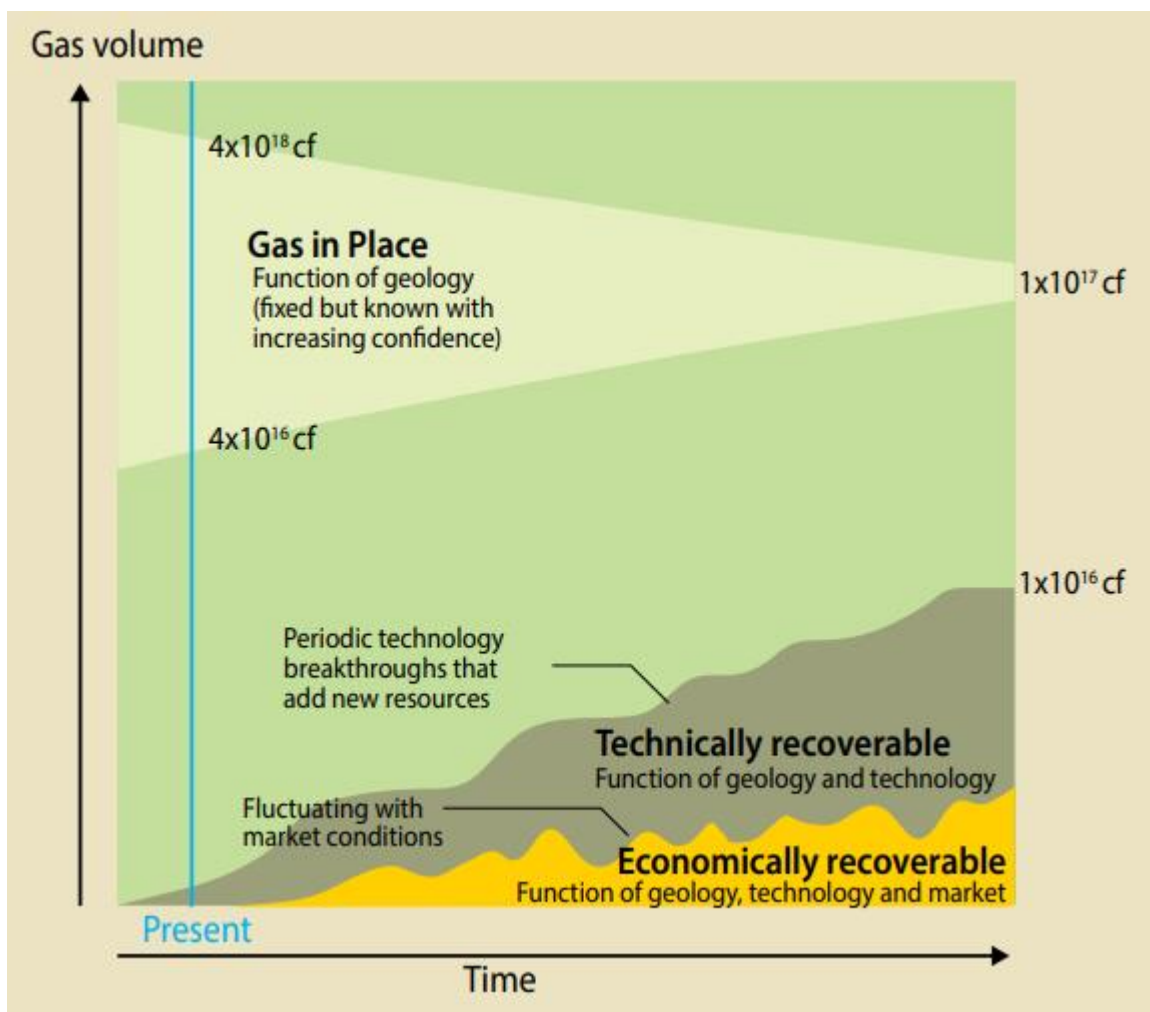 Gas volume
4x10¹⁸ cf
Gas in Place
Function of geology
(fixed but known with
increasing confidence)
1x10¹⁷ cf
4x10¹⁶ cf
1x10¹⁶ cf
Periodic technology
breakthroughs that
add new resources
Technically recoverable
Function of geology and technology
Fluctuating with
market conditions
Economically recoverable
Function of geology, technology and market
Present
Time